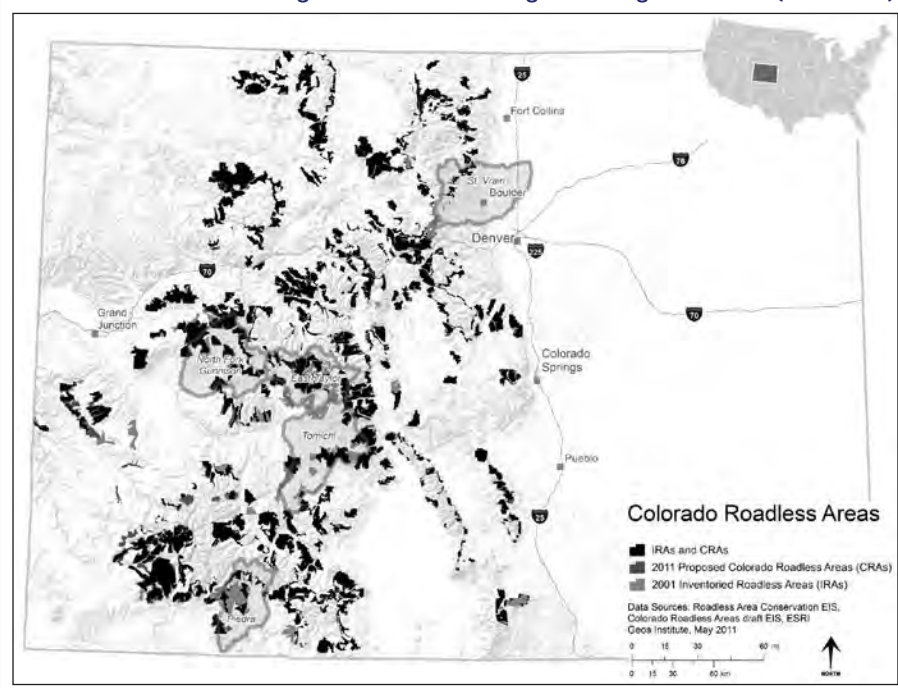 25
Fort Collins
76
St. Vrain
Boulder
Denver
225
70
70
Grand
Junction
North Fork
Gunnison
East Taylor
Colorado
Springs
Tomichi
Pueblo
25
Piedra
Colorado Roadless Areas
IRAs and CRAs
2011 Proposed Colorado Roadless Areas (CRAs)
2001 Inventoried Roadless Areas (IRAs)
Data Sources: Roadless Area Conservation EIS,
Colorado Roadless Areas draft EIS, ESRI
Geos Institute, May 2011
0 15 30 60 mi
0 15 30 60 km
NORTH